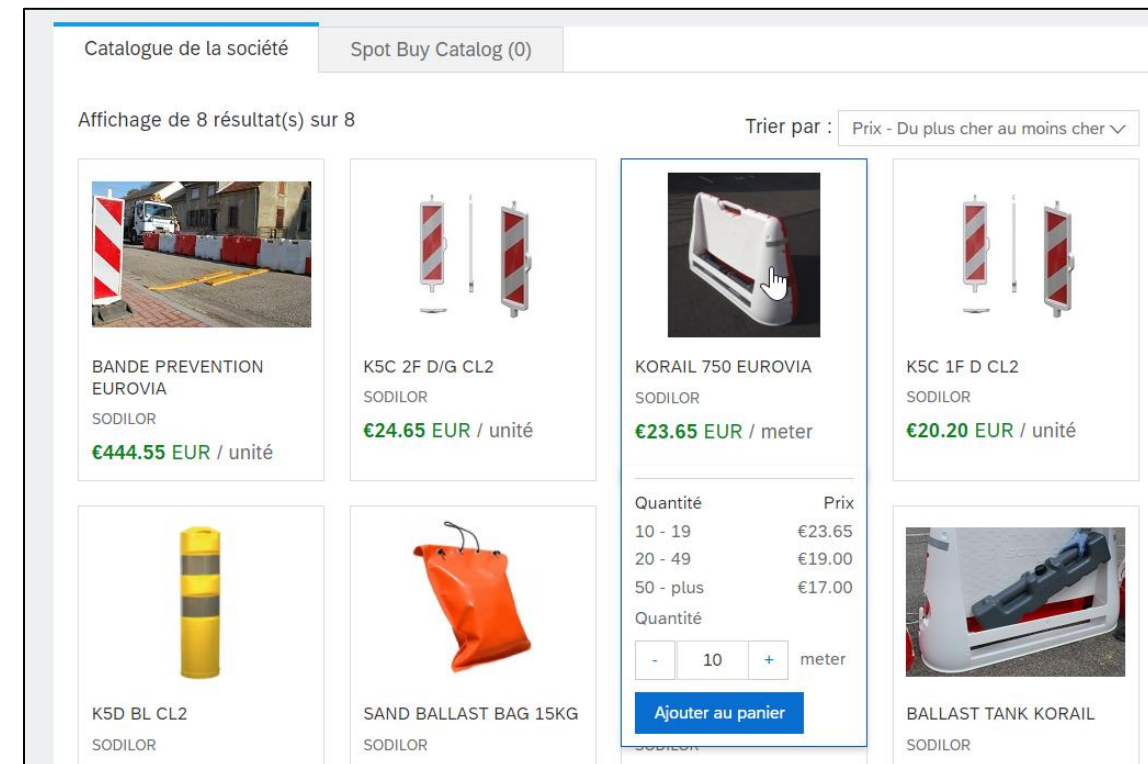 Catalogue de la société
Spot Buy Catalog (0)
Affichage de 8 résultat(s) sur 8
Trier par :
Prix - Du plus cher au moins cher
BANDE PREVENTION
EUROVIA
SODILOR
€444.55 EUR / unité
K5C 2F D/G CL2
SODILOR
€24.65 EUR / unité
KORAIL 750 EUROVIA
SODILOR
€23.65 EUR / meter
Quantité Prix
10 - 19 €23.65
20 - 49 €19.00
50 - plus €17.00
Quantité
- 10 + meter
Ajouter au panier
K5C 1F D CL2
SODILOR
€20.20 EUR / unité
K5D BL CL2
SODILOR
SAND BALLAST BAG 15KG
SODILOR
SODILOR
BALLAST TANK KORAIL
SODILOR